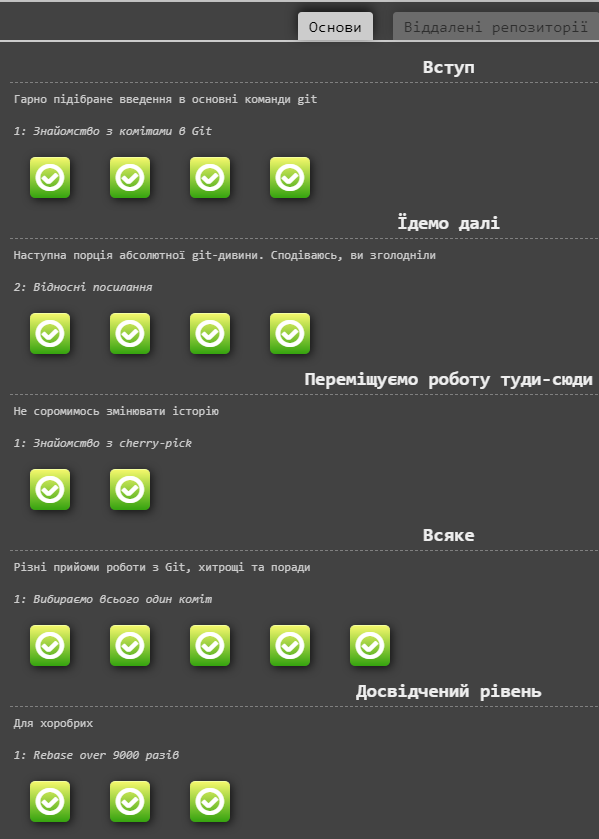 Основи Віддалені репозиторії
Вступ
Гарно підібране введення в основні команди git
1: Знайомство з комітами в Git
Їдемо далі
Наступна порція абсолютної git-дивини. Сподіваюсь, ви зголодніли
2: Відносні посилання
Переміщуємо роботу туди-сюди
Не соромимось змінювати історію
1: Знайомство з cherry-pick
Всяке
Різні прийоми роботи з Git, хитрощі та поради
1: Вибираємо всього один коміт
Досвідчений рівень
Для хоробрих
1: Rebase over 9000 разів